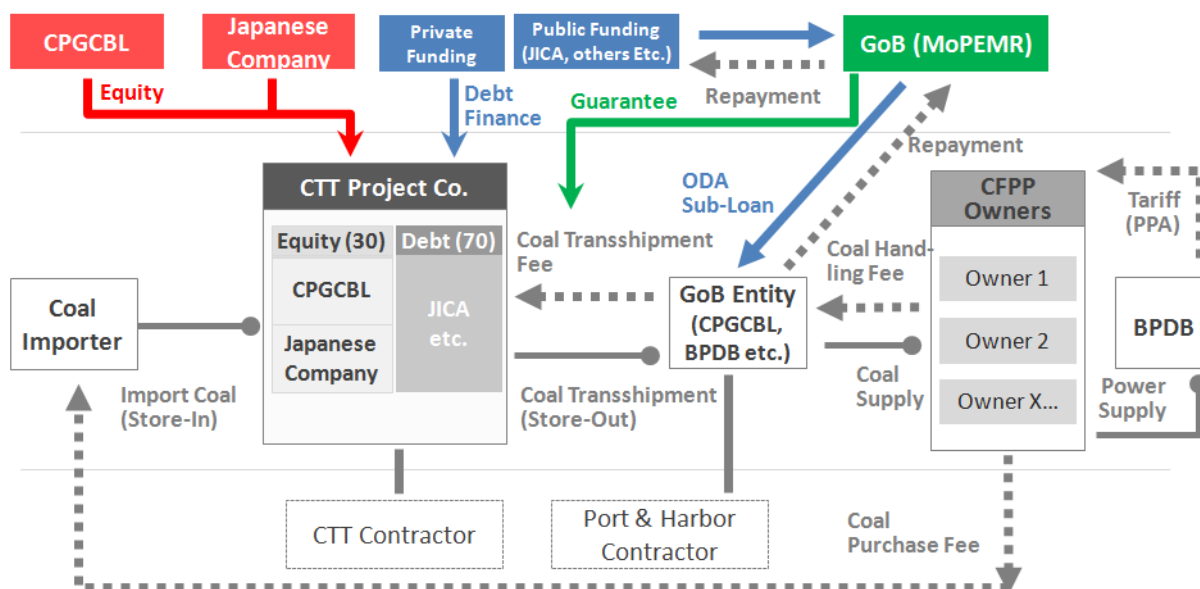 CPGCBL
Japanese
Company
Private
Funding
Public Funding
(JICA, others Etc.)
GoB (MoPEMR)
Equity
Debt
Finance
Guarantee
Repayment
Repayment
ODA
Sub-Loan
CTT Project Co.
Equity (30)
Debt (70)
CPGCBL
JICA
etc.
Japanese
Company
Coal Transshipment
Fee
Coal Hand-
ling Fee
CFPP
Owners
Owner 1
Owner 2
Owner X...
Tariff
(PPA)
BPDB
Coal
Importer
GoB Entity
(CPGCBL,
BPDB etc.)
Import Coal
(Store-In)
Coal Transshipment
(Store-Out)
Coal
Supply
Power
Supply
CTT Contractor
Port & Harbor
Contractor
Coal
Purchase Fee